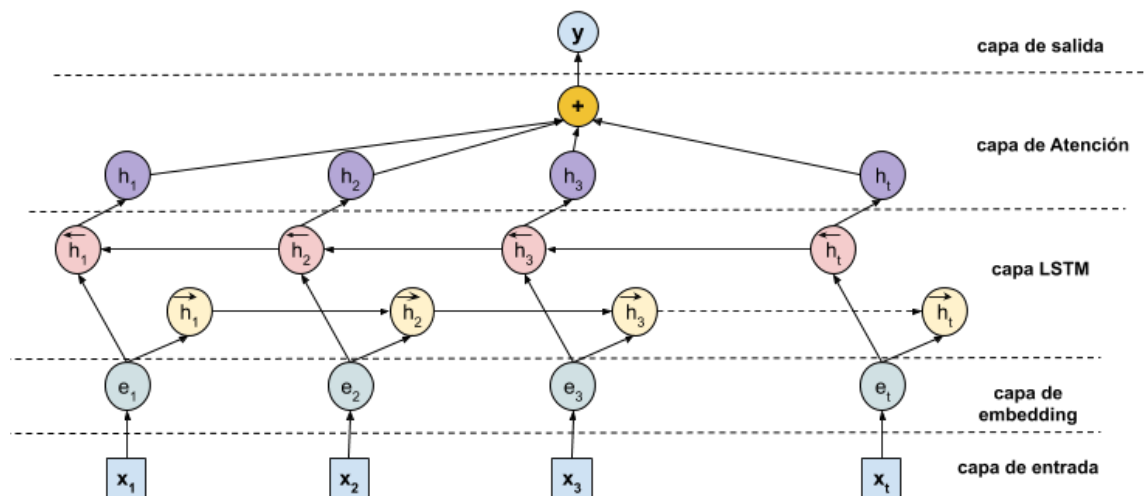 y
capa de salida
+
capa de Atención
h₁ h₂ h₃ hₜ
←h₁ ←h₂ ←h₃ ←hₜ
capa LSTM
→h₁ →h₂ →h₃ →hₜ
e₁ e₂ e₃ eₜ
capa de
embedding
x₁ x₂ x₃ xₜ
capa de entrada